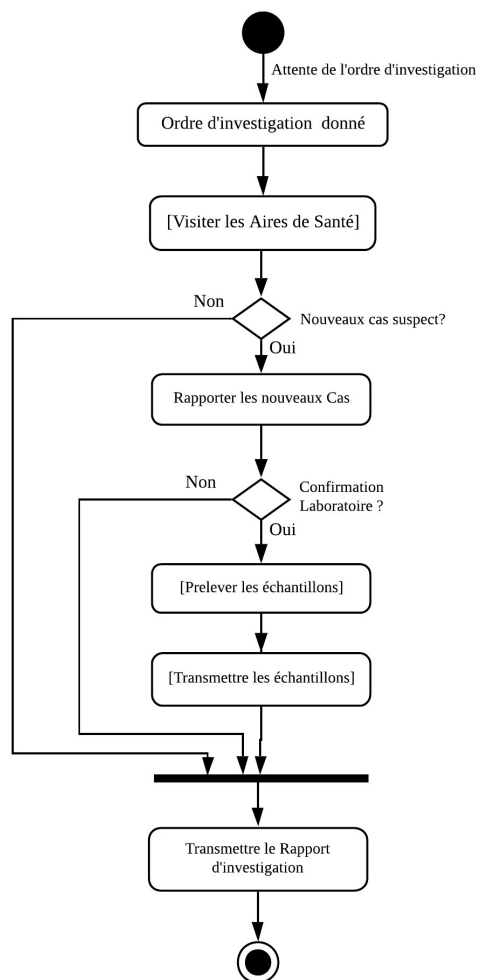 Attente de l'ordre d'investigation
Ordre d'investigation donné
[Visiter les Aires de Santé]
Non
Nouveaux cas suspect?
Oui
Rapporter les nouveaux Cas
Non
Confirmation
Laboratoire ?
Oui
[Prelever les échantillons]
[Transmettre les échantillons]
Transmettre le Rapport
d'investigation